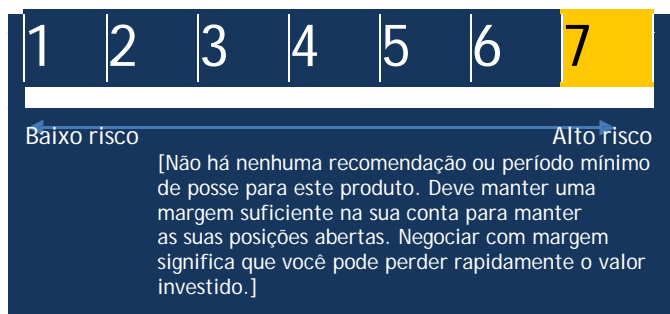 1 2 3 4 5 6 7
Baixo risco Alto risco
[Não há nenhuma recomendação ou período mínimo
de posse para este produto. Deve manter uma
margem suficiente na sua conta para manter
as suas posições abertas. Negociar com margem
significa que você pode perder rapidamente o valor
investido.]